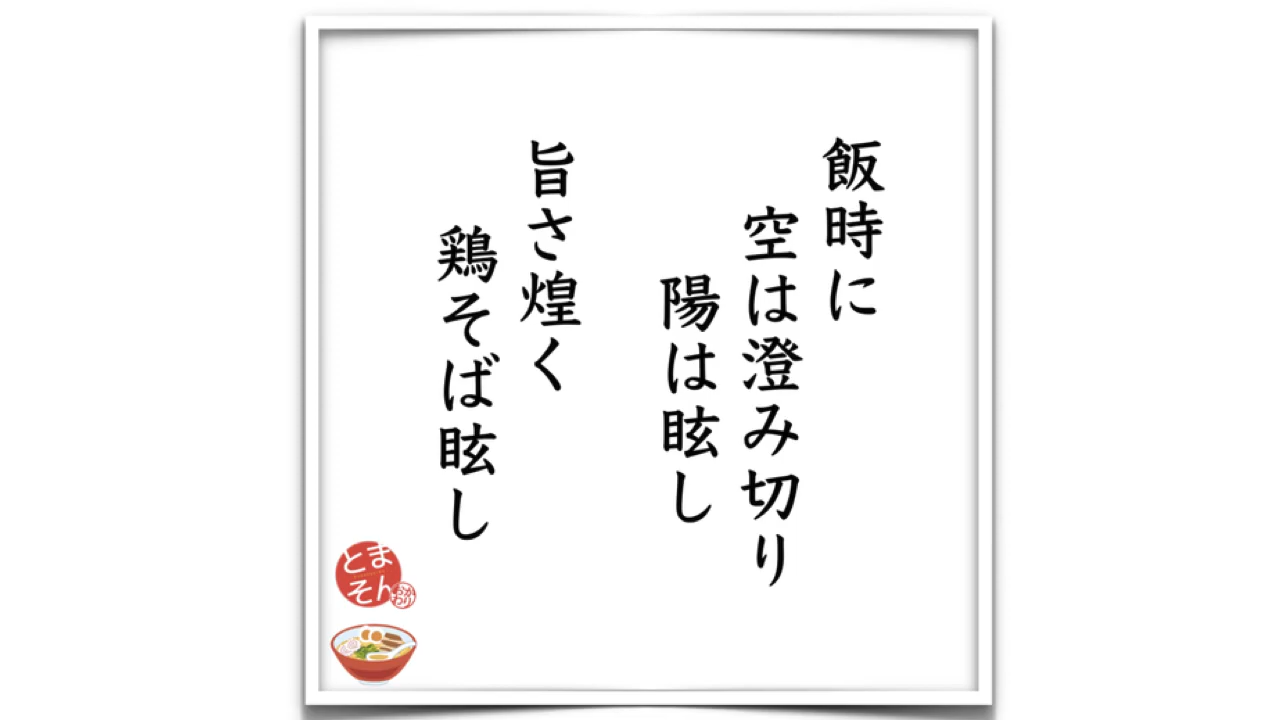 飯時に
空は澄み切り
陽は眩し
旨さ煌く
鶏そば眩し
とま
そん